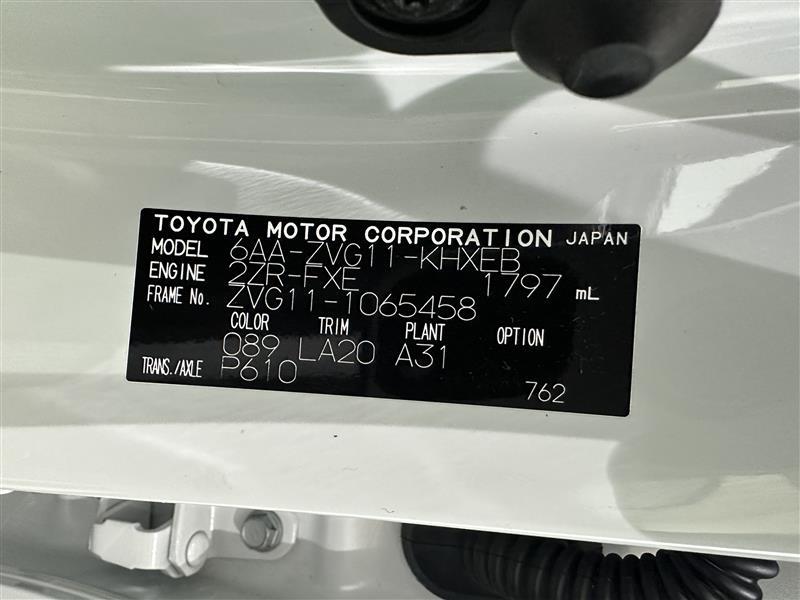 TOYOTA MOTOR CORPORATION JAPAN
MODEL 6AA-ZVG11-KHXEB
ENGINE 2ZR-FXE 1797 mL
FRAME No. ZVG11-1065458
COLOR TRIM PLANT OPTION
089 LA20 A31
TRANS./AXLE P610
762